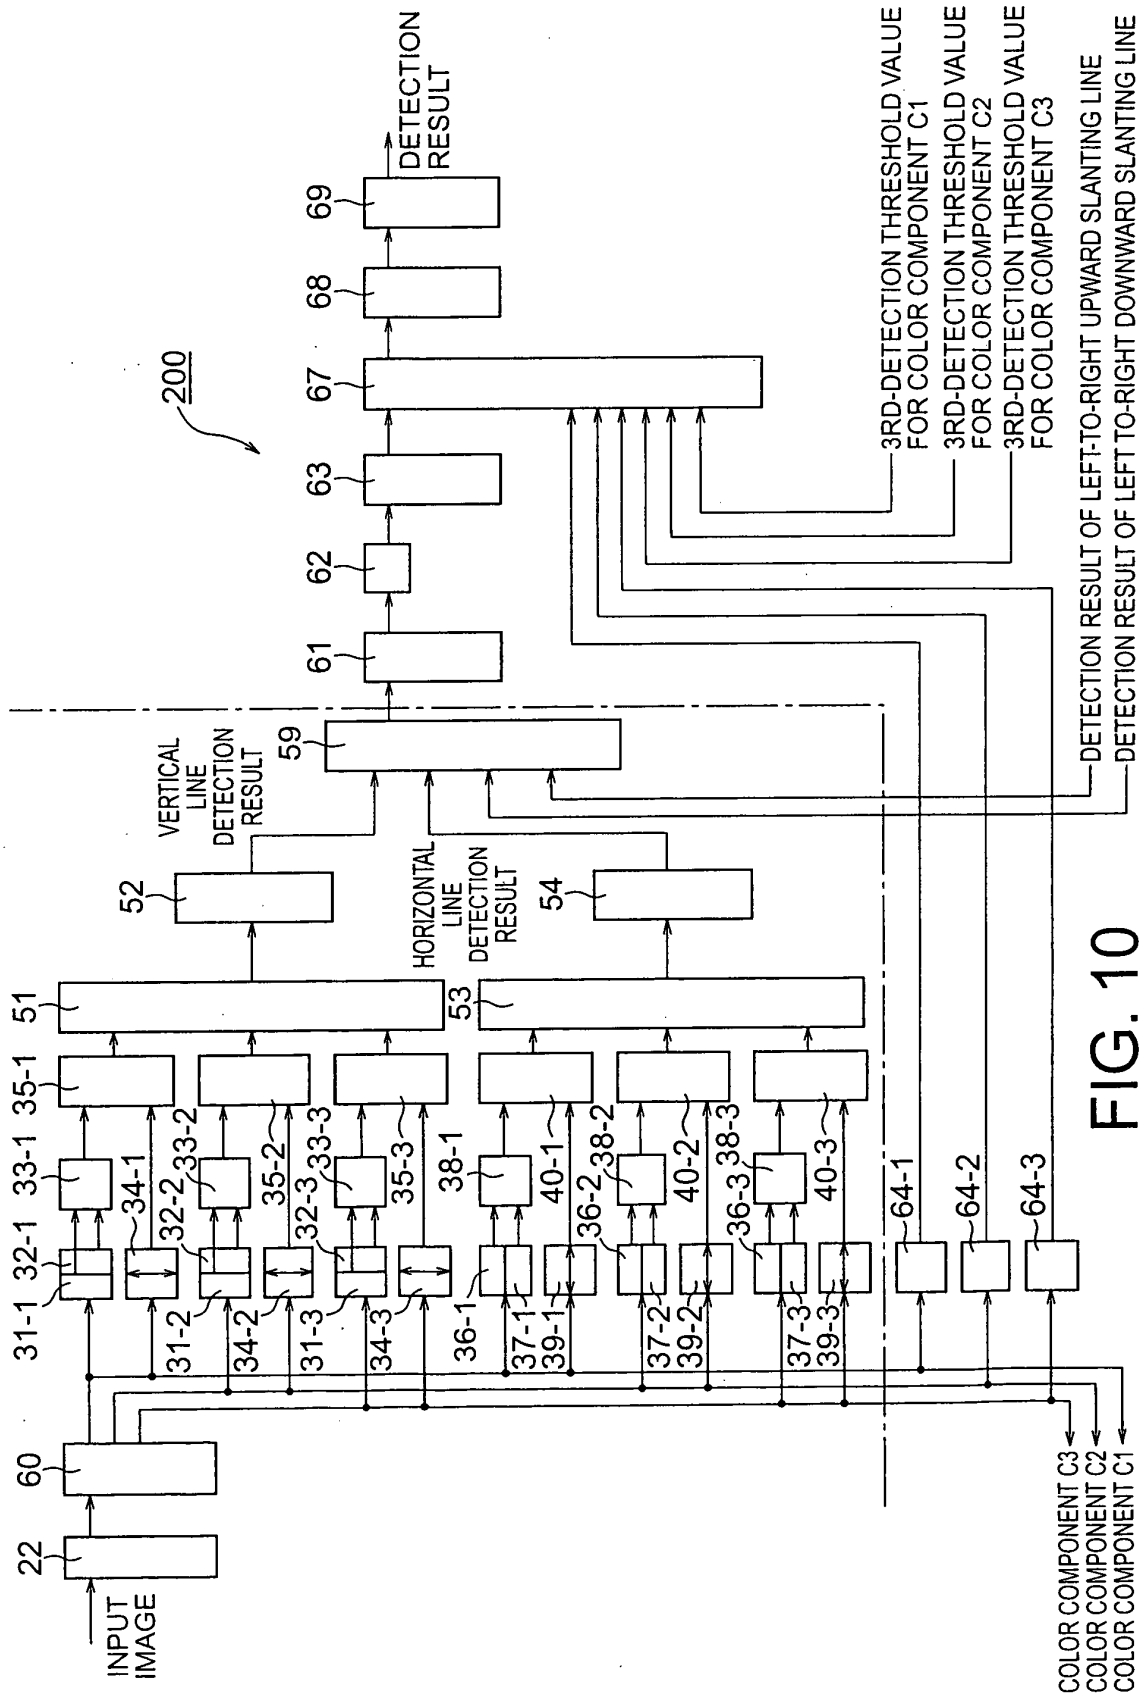 200
INPUT
IMAGE
22
60
31-1
32-1
33-1
34-1
35-1
31-2
32-2
33-2
34-2
35-2
31-3
32-3
33-3
34-3
35-3
36-1
37-1
38-1
39-1
40-1
36-2
37-2
38-2
39-2
40-2
36-3
37-3
38-3
39-3
40-3
51
52
53
54
VERTICAL
LINE
DETECTION
RESULT
HORIZONTAL
LINE
DETECTION
RESULT
59
61
62
63
67
68
69
DETECTION
RESULT
64-1
64-2
64-3
3RD-DETECTION THRESHOLD VALUE
FOR COLOR COMPONENT C1
3RD-DETECTION THRESHOLD VALUE
FOR COLOR COMPONENT C2
3RD-DETECTION THRESHOLD VALUE
FOR COLOR COMPONENT C3
DETECTION RESULT OF LEFT-TO-RIGHT UPWARD SLANTING LINE
DETECTION RESULT OF LEFT TO-RIGHT DOWNWARD SLANTING LINE
COLOR COMPONENT C3
COLOR COMPONENT C2
COLOR COMPONENT C1
FIG. 10